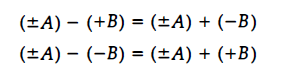 (±A) − (+B) = (±A) + (−B)
(±A) − (−B) = (±A) + (+B)